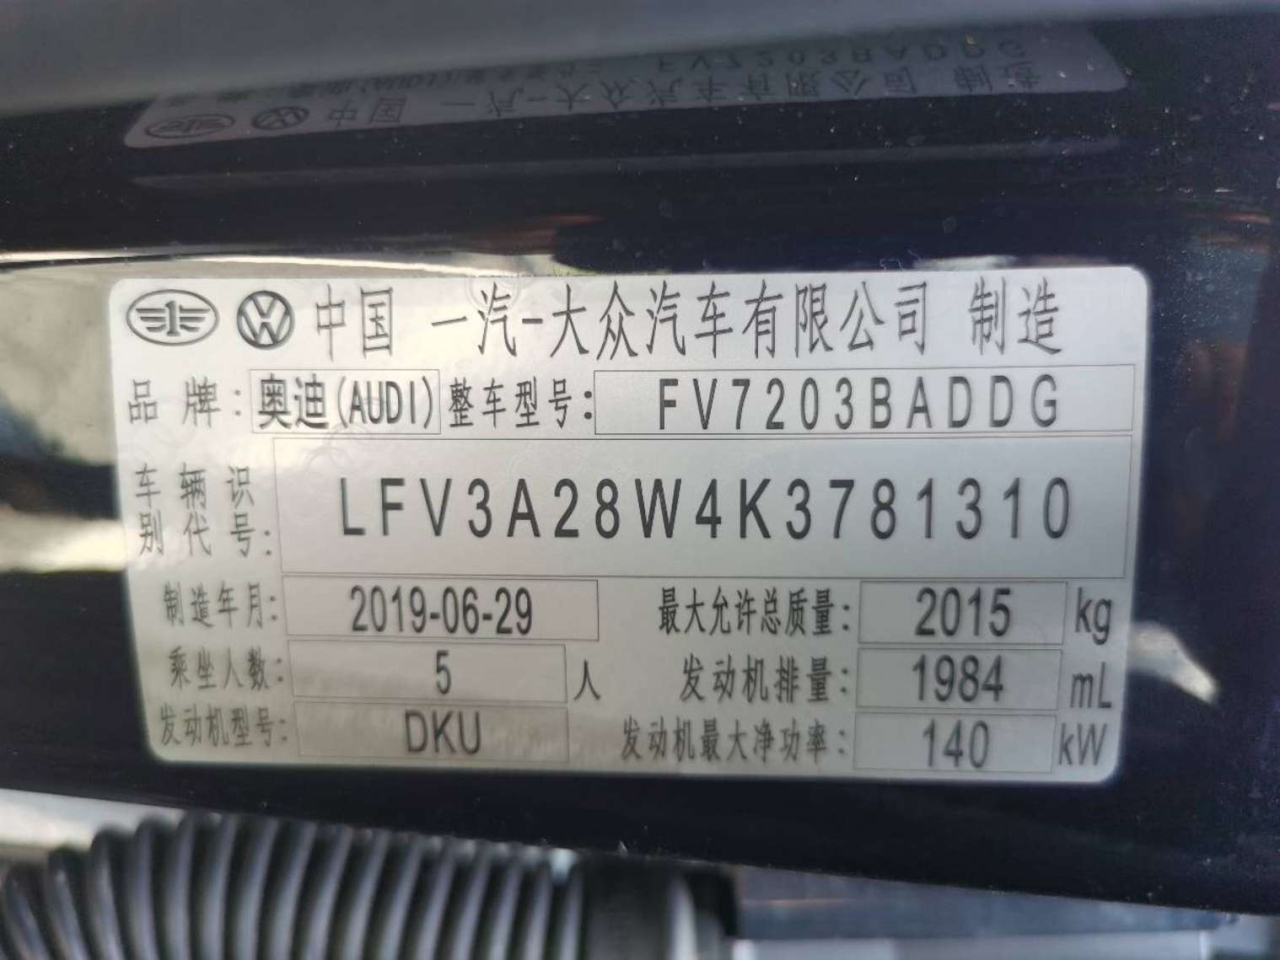 中国 一汽-大众汽车有限公司 制造
品牌: 奥迪(AUDI) 整车型号: FV7203BADDG
车辆识别代号: LFV3A28W4K3781310
制造年月: 2019-06-29 最大允许总质量: 2015 kg
乘坐人数: 5 人 发动机排量: 1984 mL
发动机型号: DKU 发动机最大净功率: 140 kW